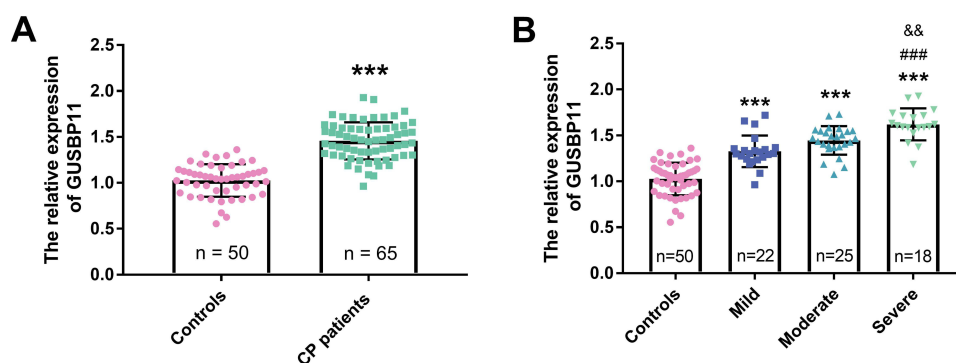 A
The relative expression
of GUSBP11
2.5
2.0
1.5
1.0
0.5
0.0
***
n = 50
n = 65
Controls
CP patients
B
The relative expression
of GUSBP11
2.5
2.0
1.5
1.0
0.5
0.0
***
***
&&
###
***
n=50
n=22
n=25
n=18
Controls
Mild
Moderate
Severe